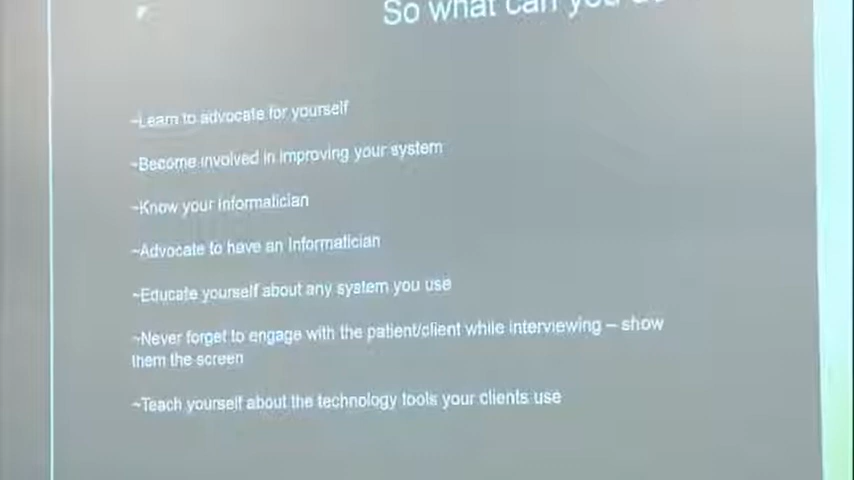 So what can you
~Learn to advocate for yourself
~Become involved in improving your system
~Know your informatician
~Advocate to have an Informatician
~Educate yourself about any system you use
~Never forget to engage with the patient/client while interviewing – show
them the screen
~Teach yourself about the technology tools your clients use